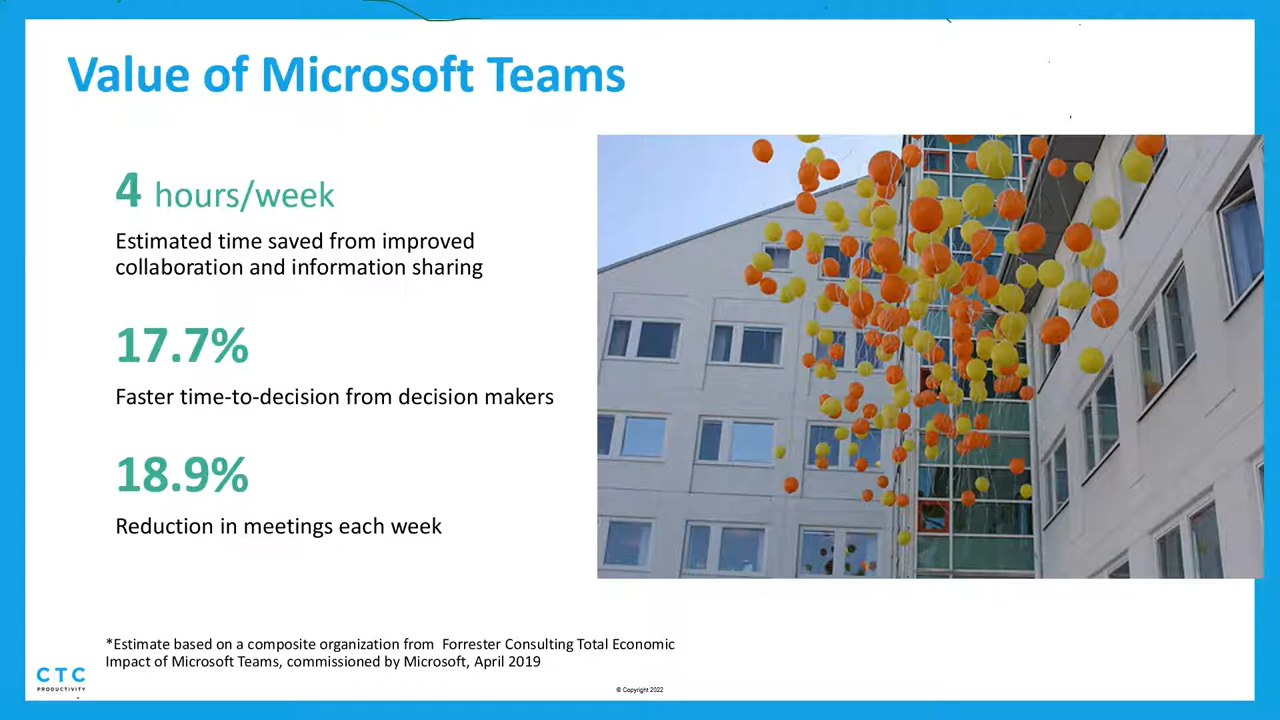 Value of Microsoft Teams
4 hours/week
Estimated time saved from improved
collaboration and information sharing
17.7%
Faster time-to-decision from decision makers
18.9%
Reduction in meetings each week
*Estimate based on a composite organization from Forrester Consulting Total Economic
Impact of Microsoft Teams, commissioned by Microsoft, April 2019
CTC
PRODUCTIVITY
© Copyright 2022